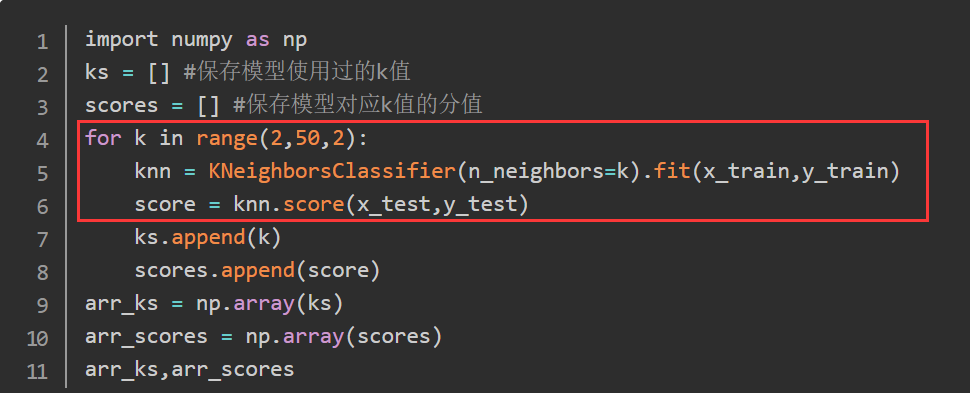 1 import numpy as np
2 ks = [] #保存模型使用过的k值
3 scores = [] #保存模型对应k值的分值
4 for k in range(2,50,2):
5     knn = KNeighborsClassifier(n_neighbors=k).fit(x_train,y_train)
6     score = knn.score(x_test,y_test)
7     ks.append(k)
8     scores.append(score)
9 arr_ks = np.array(ks)
10 arr_scores = np.array(scores)
11 arr_ks,arr_scores